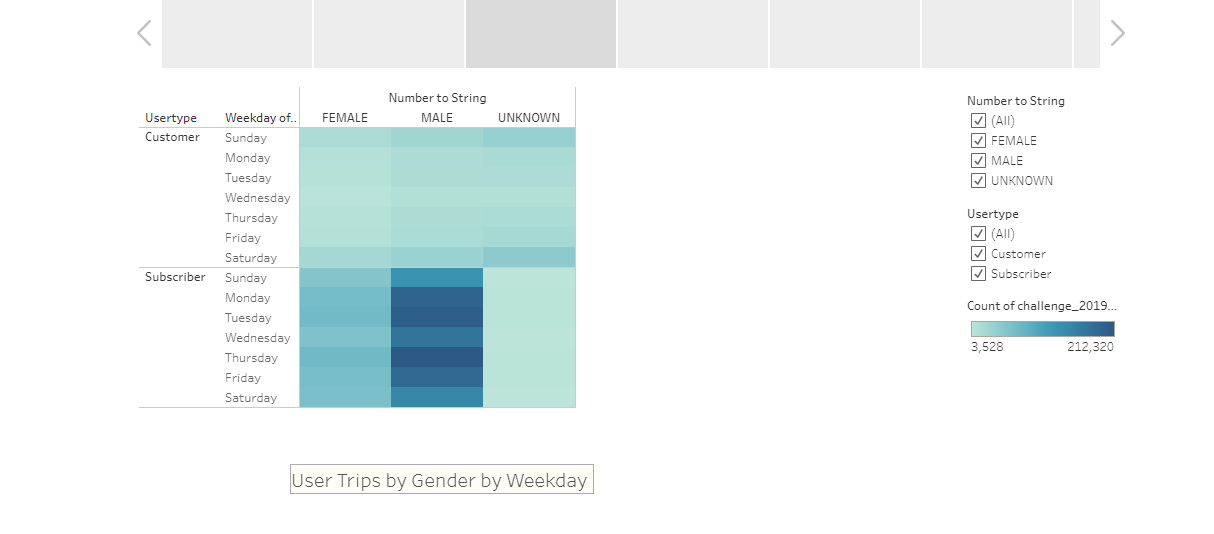 Number to String
Usertype Weekday of.. FEMALE MALE UNKNOWN
Customer Sunday
Monday
Tuesday
Wednesday
Thursday
Friday
Saturday
Subscriber Sunday
Monday
Tuesday
Wednesday
Thursday
Friday
Saturday
Number to String
(All)
FEMALE
MALE
UNKNOWN
Usertype
(All)
Customer
Subscriber
Count of challenge_2019...
3,528 212,320
User Trips by Gender by Weekday